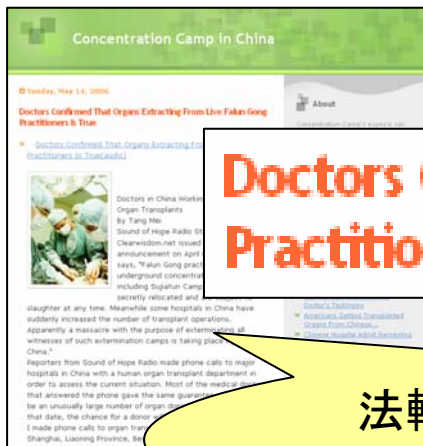 Concentration Camp in China
Sunday, May 14, 2006
Doctors Confirmed That Organs Extracting From Live Falun Gong
Practitioners Is True
Doctors Confirmed That Organs Extracting Fro
Practitioners Is True(audio)
Doctors in China Workin
Organ Transplants
By Tang Mei
Sound of Hope Radio St
Clearwisdom.net issued
announcement on April
says, "Falun Gong pract
underground concentrat
including Sujiatun Camp
secretly relocated and
slaughter at any time. Meanwhile some hospitals in China have
suddenly increased the number of transplant operations.
Apparently a massacre with the purpose of exterminating all
witnesses of such extermination camps is taking place
China."
Reporters from Sound of Hope Radio made phone calls to major
hospitals in China with a human organ transplant department in
order to assess the current situation. Most of the medical
that answered the phone gave the same guarantee
be an unusually large number of organ
that date, the chance for a donor
I made phone calls to organ tran
Shanghai, Liaoning Province, Be
About
Concentration Camp's
Doctors
Practitio
Doctor's Testimony
Americans Getting Transplanted
Organs From Chinese...
Chinese Hospital Admit Harvesting
法輪